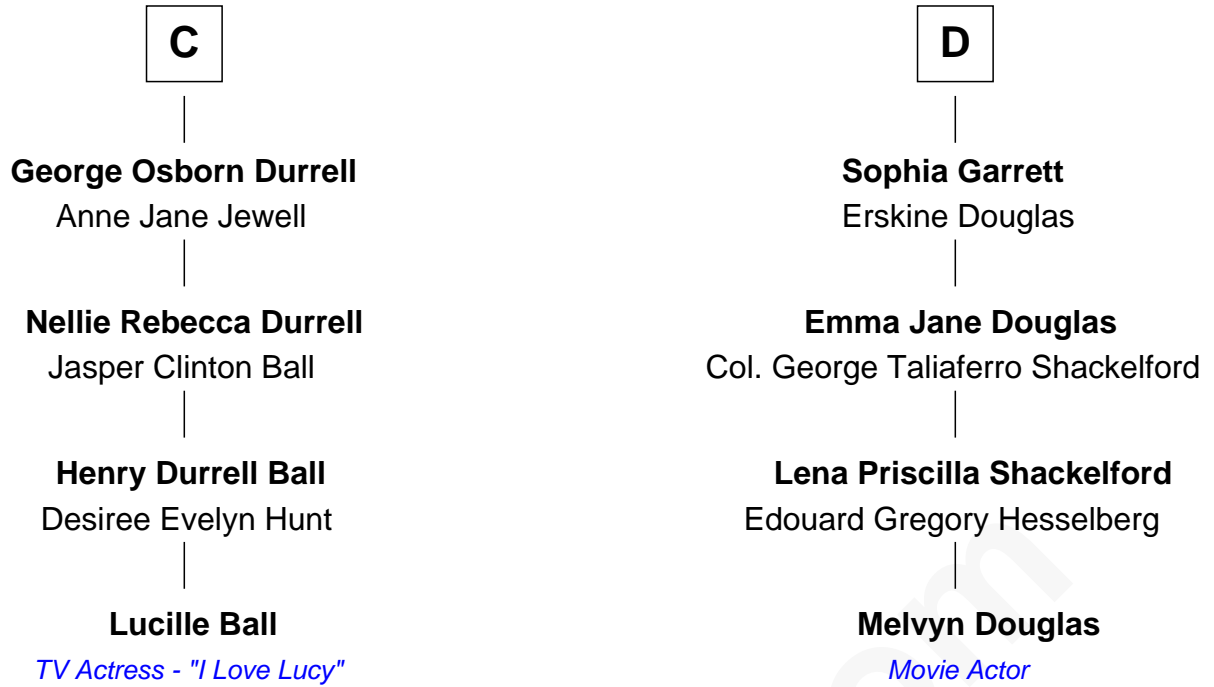 C
George Osborn Durrell
Anne Jane Jewell
Nellie Rebecca Durrell
Jasper Clinton Ball
Henry Durrell Ball
Desiree Evelyn Hunt
Lucille Ball
TV Actress - "I Love Lucy"
D
Sophia Garrett
Erskine Douglas
Emma Jane Douglas
Col. George Taliaferro Shackelford
Lena Priscilla Shackelford
Edouard Gregory Hesselberg
Melvyn Douglas
Movie Actor